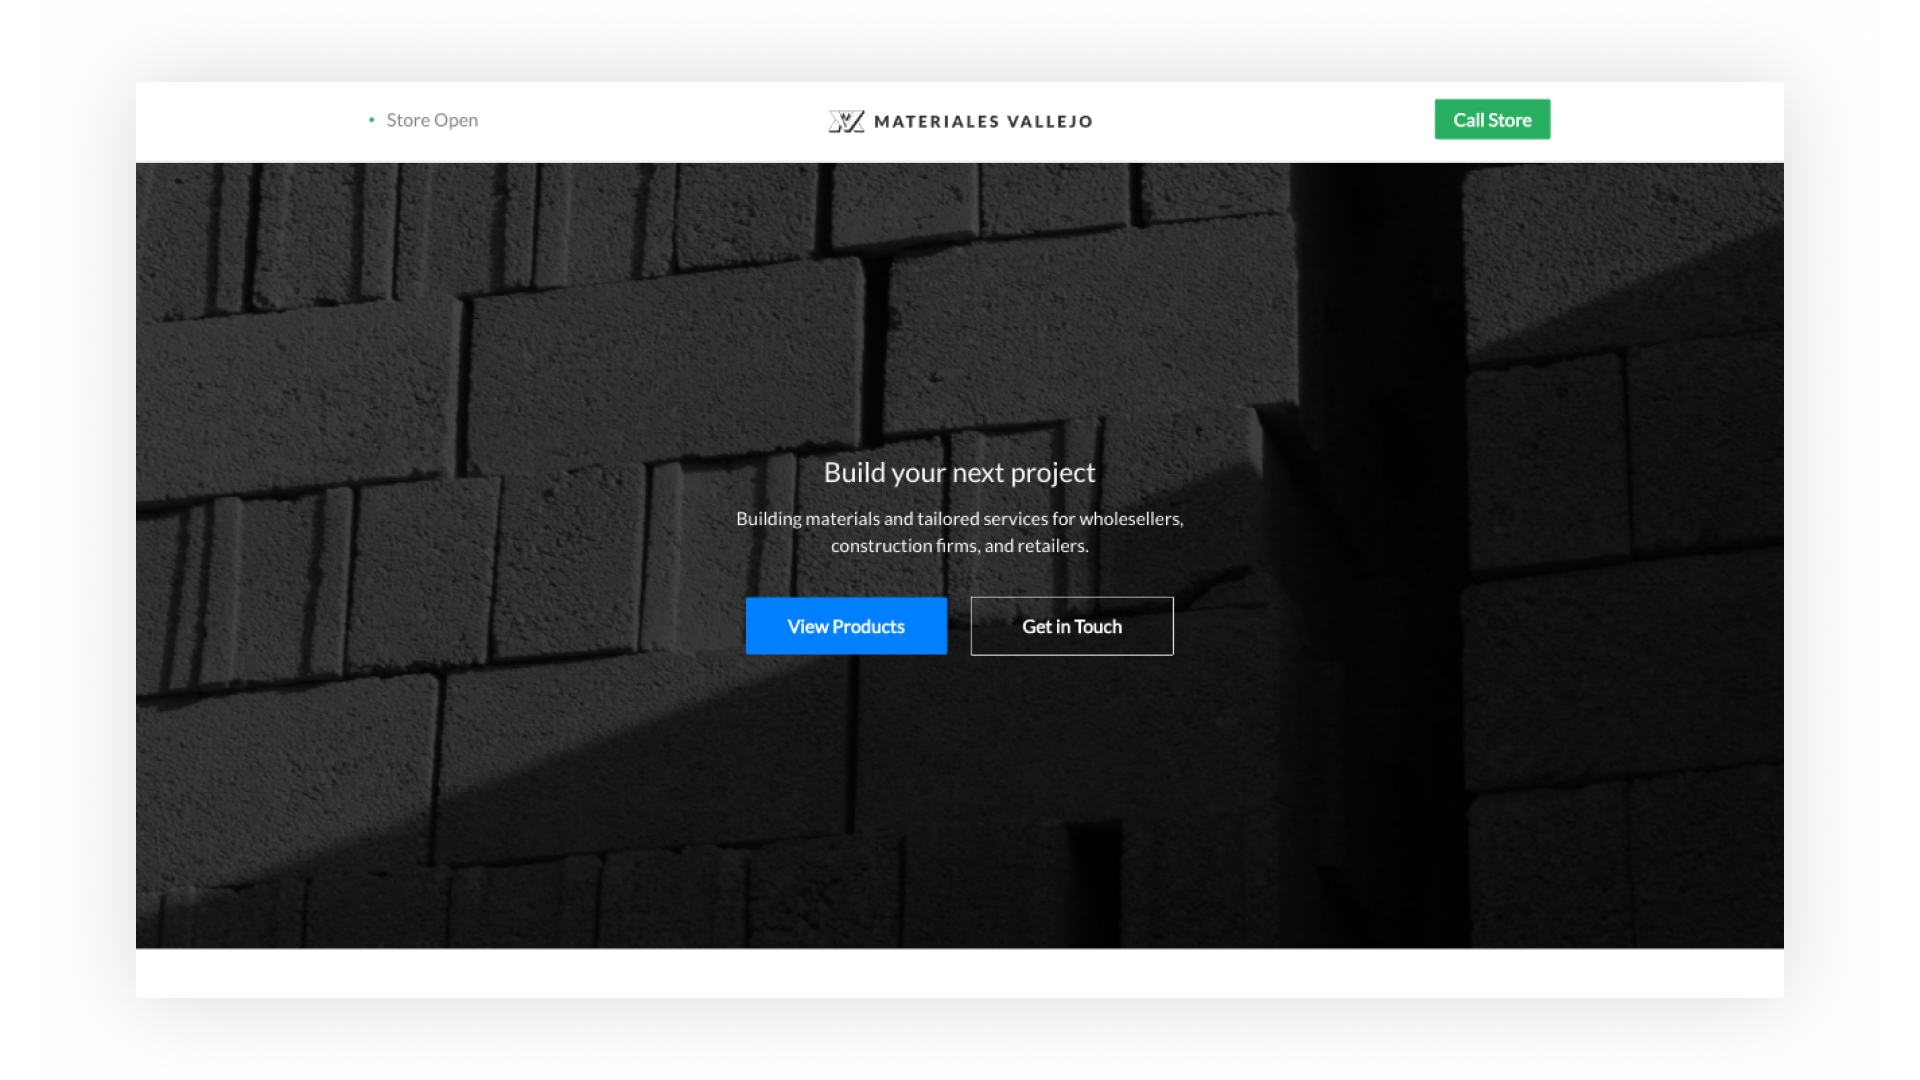 Store Open
MATERIALES VALLEJO
Call Store
Build your next project
Building materials and tailored services for wholesellers,
construction firms, and retailers.
View Products
Get in Touch